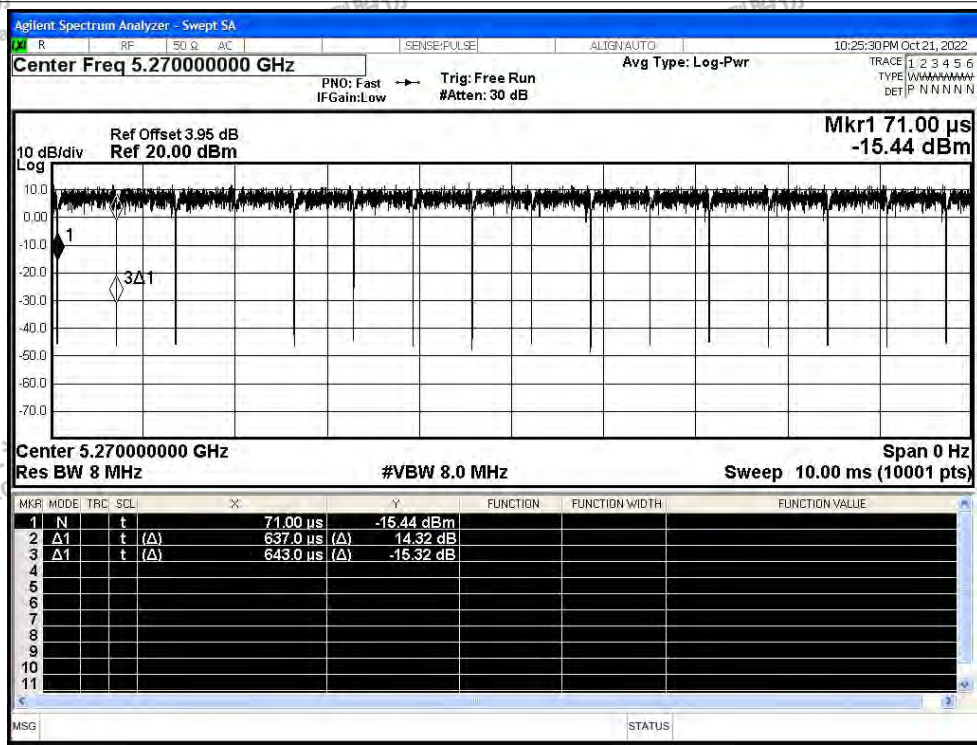 Agilent Spectrum Analyzer - Swept SA
R RF 50 Ω AC SENSE:PULSE ALIGN AUTO 10:25:30 PM Oct 21, 2022
Center Freq 5.270000000 GHz
PNO: Fast
IFGain:Low
Trig: Free Run
#Atten: 30 dB
Avg Type: Log-Pwr
TRACE 1 2 3 4 5 6
TYPE WWWWWW
DET P N N N N N
Ref Offset 3.95 dB
10 dB/div Ref 20.00 dBm
Log
Mkr1 71.00 µs
-15.44 dBm
10.0
0.00
-10.0
-20.0
-30.0
-40.0
-50.0
-60.0
-70.0
1
3Δ1
Center 5.270000000 GHz Span 0 Hz
Res BW 8 MHz #VBW 8.0 MHz Sweep 10.00 ms (10001 pts)
MKR MODE TRC SCL X Y FUNCTION FUNCTION WIDTH FUNCTION VALUE
1 N t 71.00 µs -15.44 dBm
2 Δ1 t (Δ) 637.0 µs (Δ) 14.32 dB
3 Δ1 t (Δ) 643.0 µs (Δ) -15.32 dB
4
5
6
7
8
9
10
11
MSG STATUS